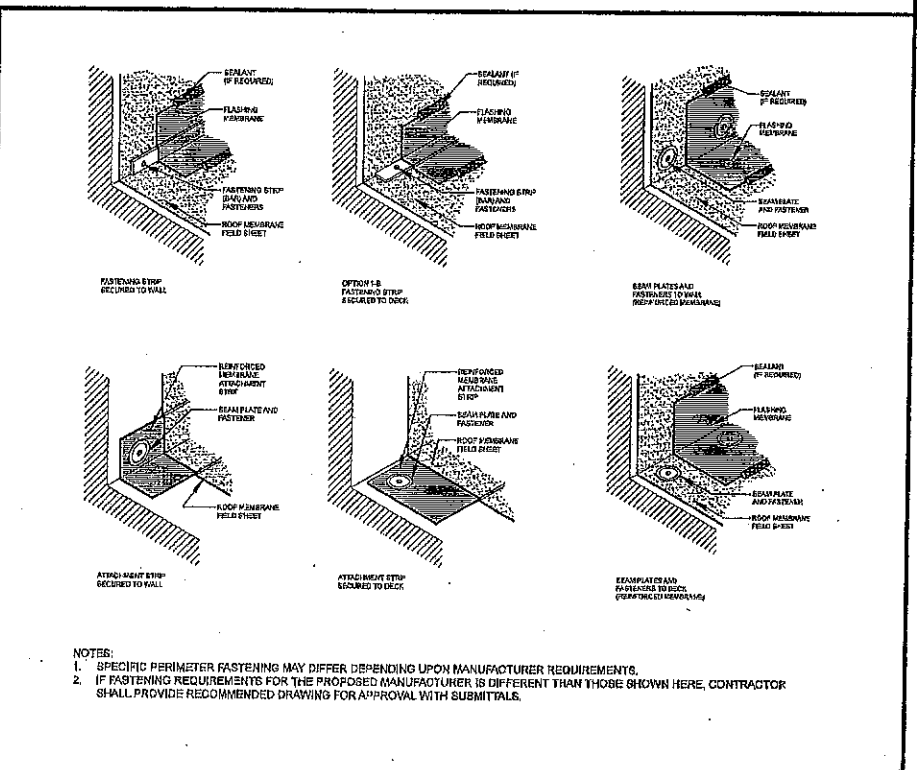 SEALANT
(IF REQUIRED)
FLASHING
MEMBRANE
FASTENING STRIP
(BAR) AND
FASTENERS
ROOF MEMBRANE
FIELD SHEET
FASTENING STRIP
SECURED TO WALL
SEALANT (IF
REQUIRED)
FLASHING
MEMBRANE
FASTENING STRIP
(BAR) AND
FASTENERS
ROOF MEMBRANE
FIELD SHEET
OPTION 1-B
FASTENING STRIP
SECURED TO DECK
SEALANT
(IF REQUIRED)
FLASHING
MEMBRANE
SEAM PLATE
AND FASTENER
ROOF MEMBRANE
FIELD SHEET
SEAM PLATES AND
FASTENERS TO WALL
(REINFORCED MEMBRANE)
REINFORCED
MEMBRANE
ATTACHMENT
STRIP
SEAM PLATE AND
FASTENER
ROOF MEMBRANE
FIELD SHEET
ATTACHMENT STRIP
SECURED TO WALL
REINFORCED
MEMBRANE
ATTACHMENT
STRIP
SEAM PLATE AND
FASTENER
ROOF MEMBRANE
FIELD SHEET
ATTACHMENT STRIP
SECURED TO DECK
SEALANT
(IF REQUIRED)
FLASHING
MEMBRANE
SEAM PLATE
AND FASTENER
ROOF MEMBRANE
FIELD SHEET
SEAM PLATES AND
FASTENERS TO DECK
(REINFORCED MEMBRANE)
NOTES:
1. SPECIFIC PERIMETER FASTENING MAY DIFFER DEPENDING UPON MANUFACTURER REQUIREMENTS.
2. IF FASTENING REQUIREMENTS FOR THE PROPOSED MANUFACTURER IS DIFFERENT THAN THOSE SHOWN HERE, CONTRACTOR
SHALL PROVIDE RECOMMENDED DRAWING FOR APPROVAL WITH SUBMITTALS.